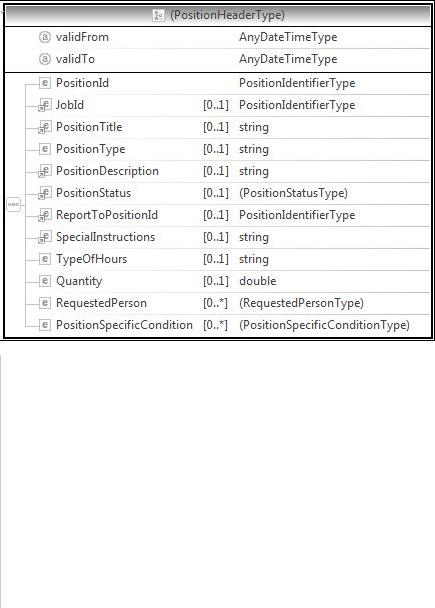 (PositionHeaderType)
a validFrom AnyDateTimeType
a validTo AnyDateTimeType
e PositionId PositionIdentifierType
e JobId [0..1] PositionIdentifierType
e PositionTitle [0..1] string
e PositionType [0..1] string
e PositionDescription [0..1] string
e PositionStatus [0..1] (PositionStatusType)
e ReportToPositionId [0..1] PositionIdentifierType
e SpecialInstructions [0..1] string
e TypeOfHours [0..1] string
e Quantity [0..1] double
e RequestedPerson [0..*] (RequestedPersonType)
e PositionSpecificCondition [0..*] (PositionSpecificConditionType)